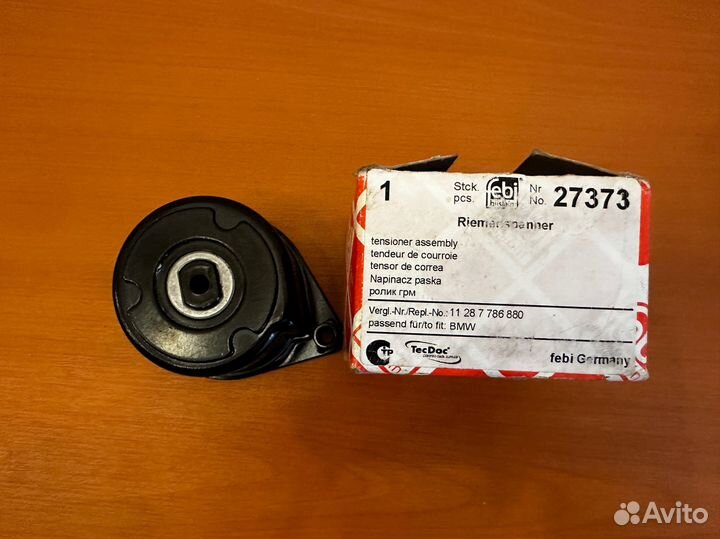 1 Stck. pcs. febi bilstein Nr No. 27373
Riemenspanner
tensioner assembly
tendeur de courroie
tensor de correa
Napinacz paska
ролик грм
Vergl.-Nr./Repl.-No.: 11 28 7 786 880
passend für/to fit: BMW
TP TecDoc febi Germany
Avito